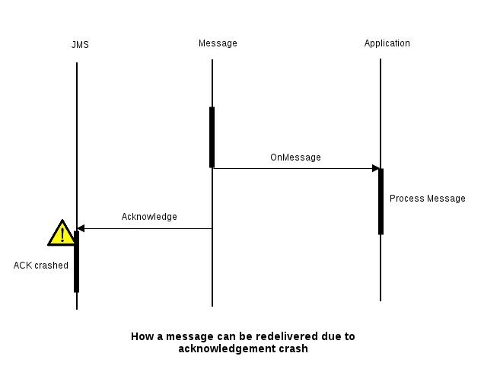 JMS
Message
Application
OnMessage
Process Message
Acknowledge
ACK crashed
How a message can be redelivered due to
acknowledgement crash